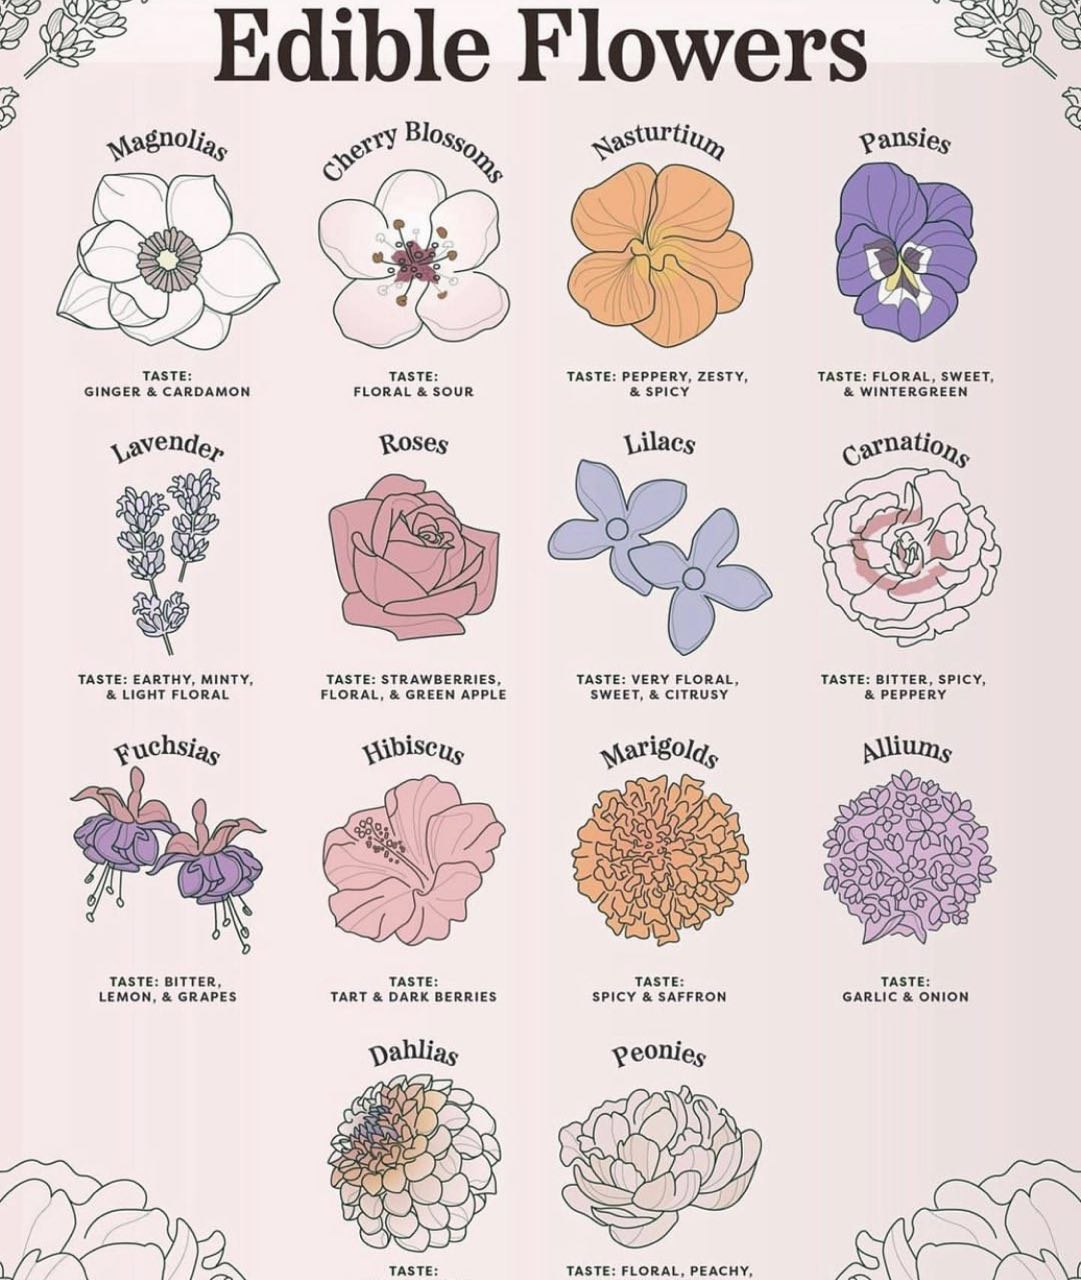 Edible Flowers
Magnolias
TASTE:
GINGER & CARDAMON
Cherry Blossoms
TASTE:
FLORAL & SOUR
Nasturtium
TASTE: PEPPERY, ZESTY,
& SPICY
Pansies
TASTE: FLORAL, SWEET,
& WINTERGREEN
Lavender
TASTE: EARTHY, MINTY,
& LIGHT FLORAL
Roses
TASTE: STRAWBERRIES,
FLORAL, & GREEN APPLE
Lilacs
TASTE: VERY FLORAL,
SWEET, & CITRUSY
Carnations
TASTE: BITTER, SPICY,
& PEPPERY
Fuchsias
TASTE: BITTER,
LEMON, & GRAPES
Hibiscus
TASTE:
TART & DARK BERRIES
Marigolds
TASTE:
SPICY & SAFFRON
Alliums
TASTE:
GARLIC & ONION
Dahlias
TASTE:
Peonies
TASTE: FLORAL, PEACHY,